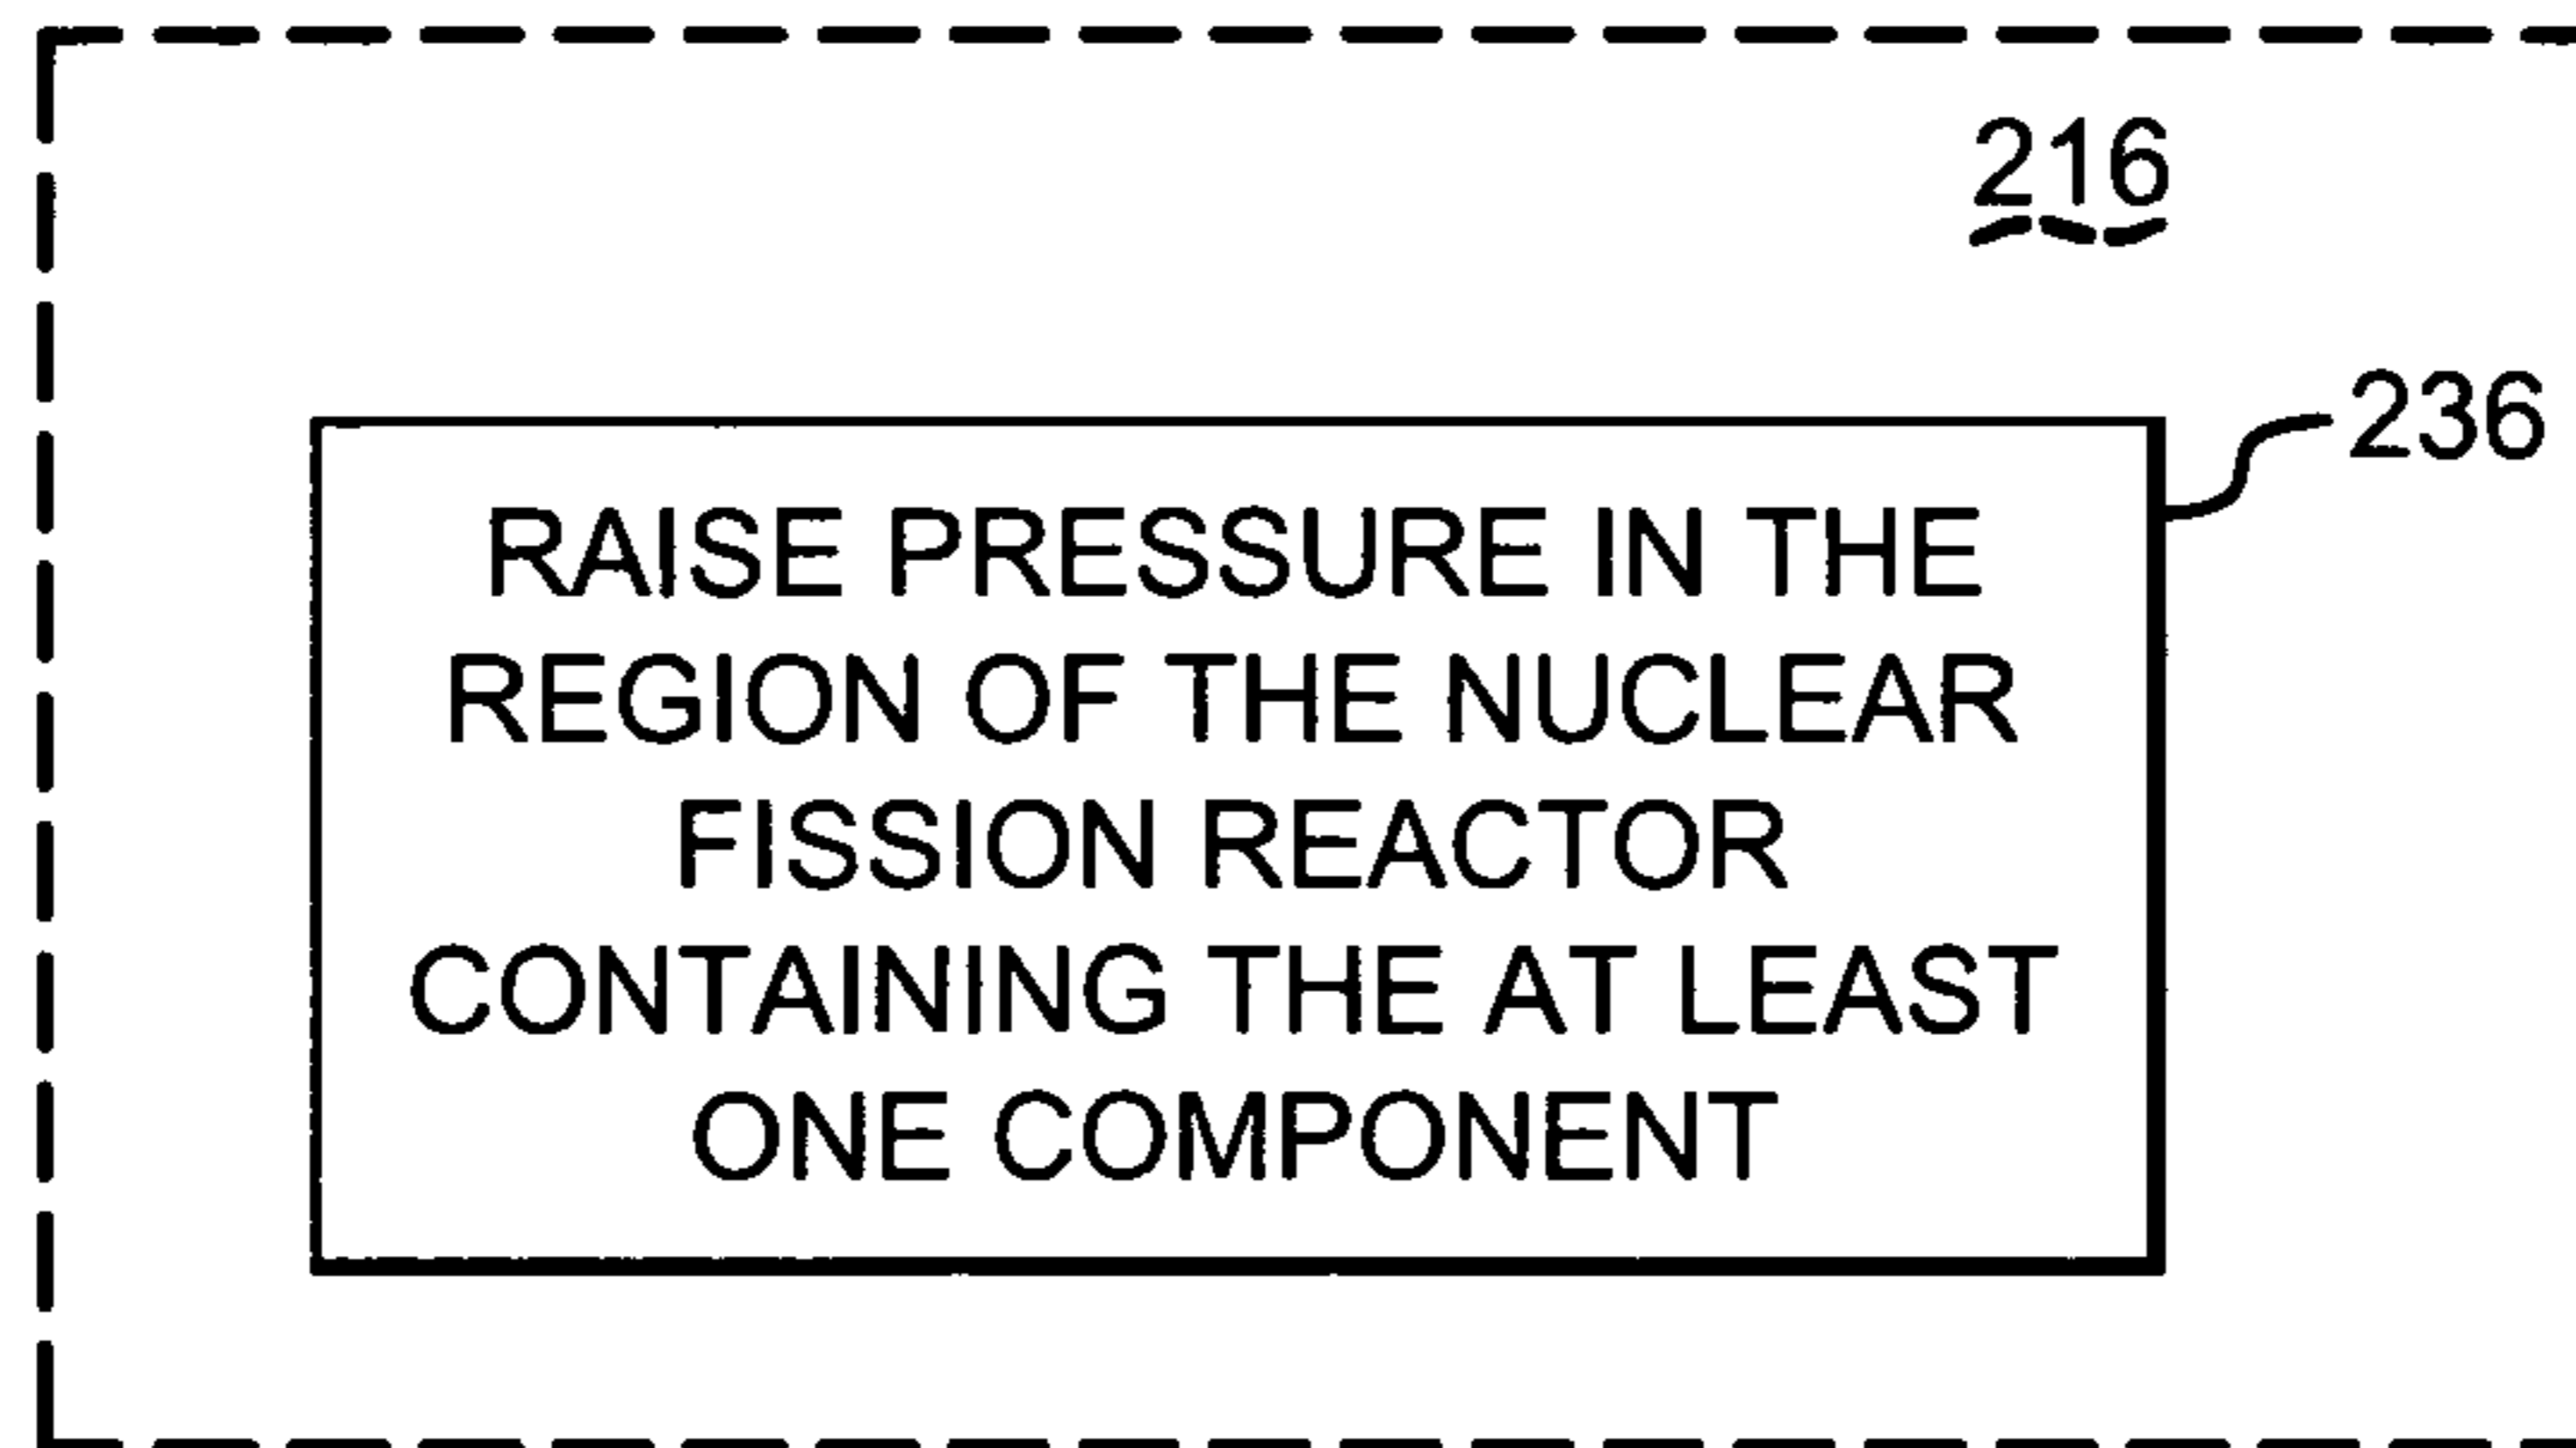 216
236
RAISE PRESSURE IN THE
REGION OF THE NUCLEAR
FISSION REACTOR
CONTAINING THE AT LEAST
ONE COMPONENT